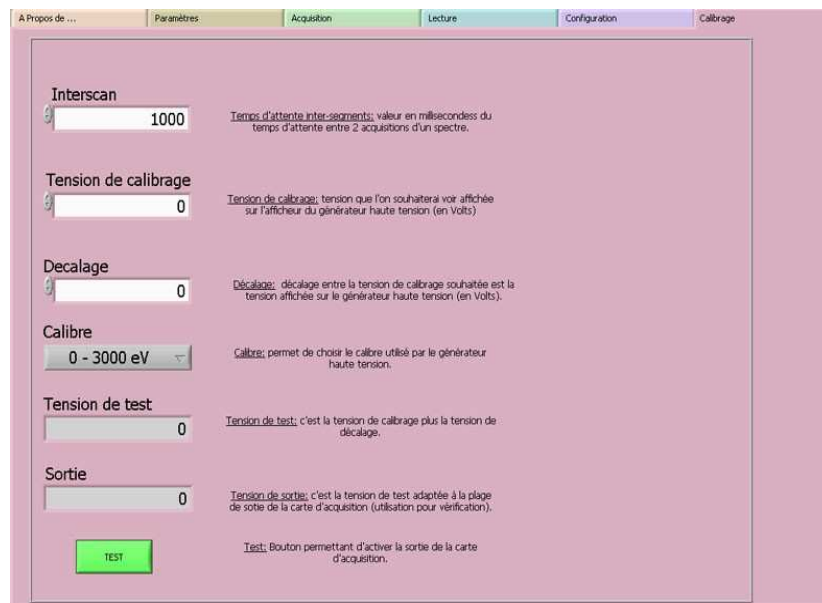 A Propos de ... Paramètres Acquisition Lecture Configuration Calibrage
Interscan
1000
Temps d'attente inter-segments: valeur en millisecondess du
temps d'attente entre 2 acquisitions d'un spectre.
Tension de calibrage
0
Tension de calibrage: tension que l'on souhaiterai voir affichée
sur l'afficheur du générateur haute tension (en Volts)
Decalage
0
Décalage: décalage entre la tension de calibrage souhaitée est la
tension affichée sur le générateur haute tension (en Volts).
Calibre
0 - 3000 eV
Calbre: permet de choisir le calibre utilisé par le générateur
haute tension.
Tension de test
0
Tension de test: c'est la tension de calibrage plus la tension de
décalage.
Sortie
0
Tension de sortie: c'est la tension de test adaptée à la plage
de sotie de la carte d'acquisition (utilisation pour vérification).
TEST
Test: Bouton permettant d'activer la sortie de la carte
d'acquisition.